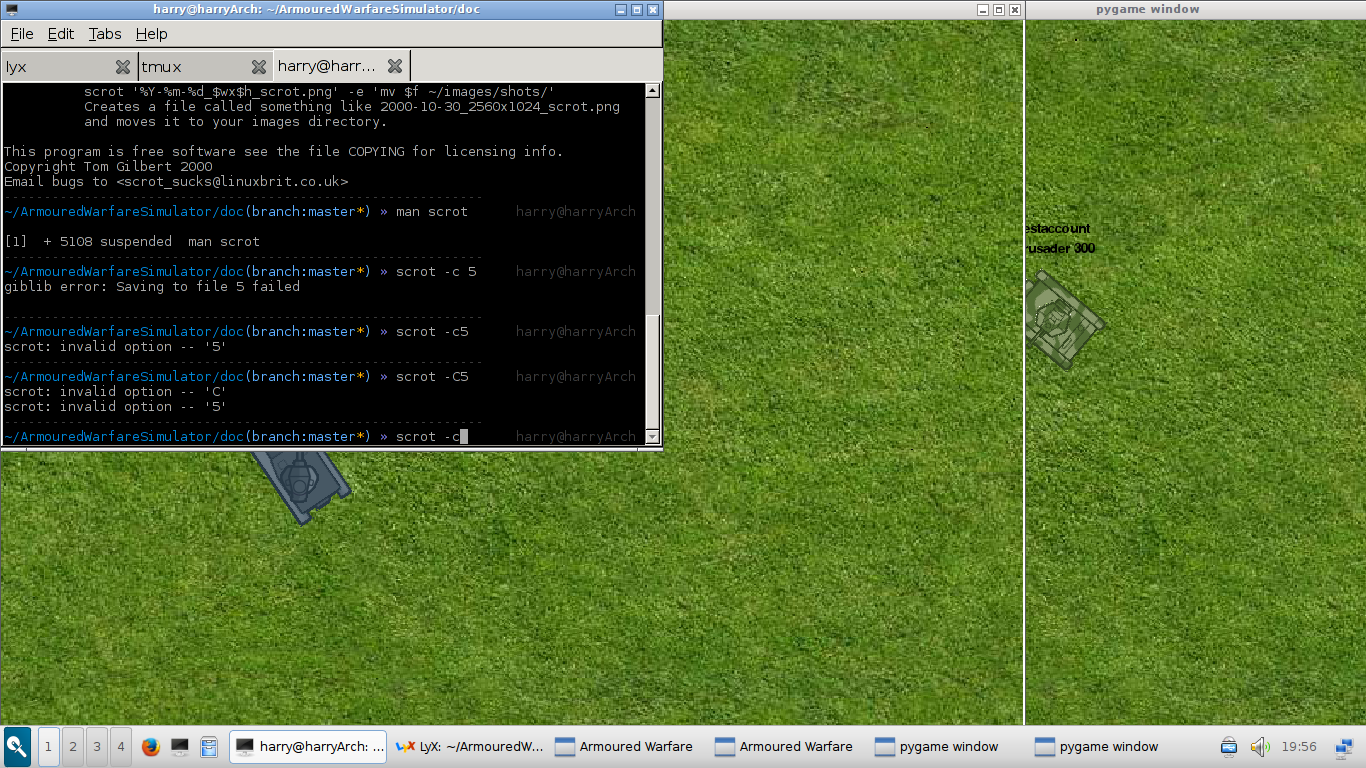 harry@harryArch: ~/ArmouredWarfareSimulator/doc
pygame window
File Edit Tabs Help
lyx
tmux
harry@harr...
scrot '%Y-%m-%d_$wx$h_scrot.png' -e 'mv $f ~/images/shots/'
Creates a file called something like 2000-10-30_2560x1024_scrot.png
and moves it to your images directory.
This program is free software see the file COPYING for licensing info.
Copyright Tom Gilbert 2000
Email bugs to <scrot_sucks@linuxbrit.co.uk>
~/ArmouredWarfareSimulator/doc(branch:master*) » man scrot harry@harryArch
[1]  + 5108 suspended  man scrot
~/ArmouredWarfareSimulator/doc(branch:master*) » scrot -c 5 harry@harryArch
giblib error: Saving to file 5 failed
~/ArmouredWarfareSimulator/doc(branch:master*) » scrot -c5 harry@harryArch
scrot: invalid option -- '5'
~/ArmouredWarfareSimulator/doc(branch:master*) » scrot -C5 harry@harryArch
scrot: invalid option -- 'C'
scrot: invalid option -- '5'
~/ArmouredWarfareSimulator/doc(branch:master*) » scrot -c harry@harryArch
estaccount
rusader 300
1 2 3 4
harry@harryArch: ...
LyX: ~/ArmouredW...
Armoured Warfare
Armoured Warfare
pygame window
pygame window
19:56